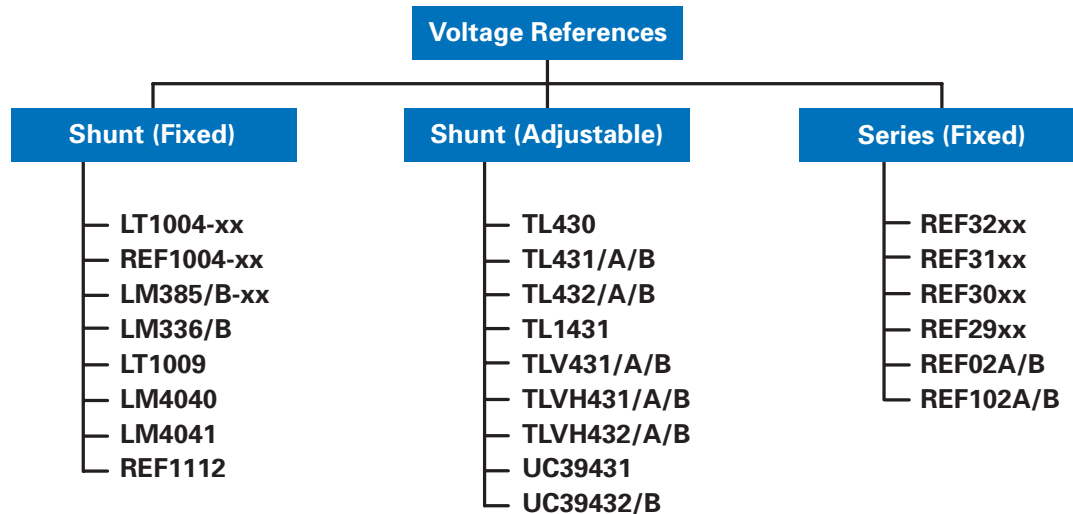 Voltage References
Shunt (Fixed)
LT1004-xx
REF1004-xx
LM385/B-xx
LM336/B
LT1009
LM4040
LM4041
REF1112
Shunt (Adjustable)
TL430
TL431/A/B
TL432/A/B
TL1431
TLV431/A/B
TLVH431/A/B
TLVH432/A/B
UC39431
UC39432/B
Series (Fixed)
REF32xx
REF31xx
REF30xx
REF29xx
REF02A/B
REF102A/B